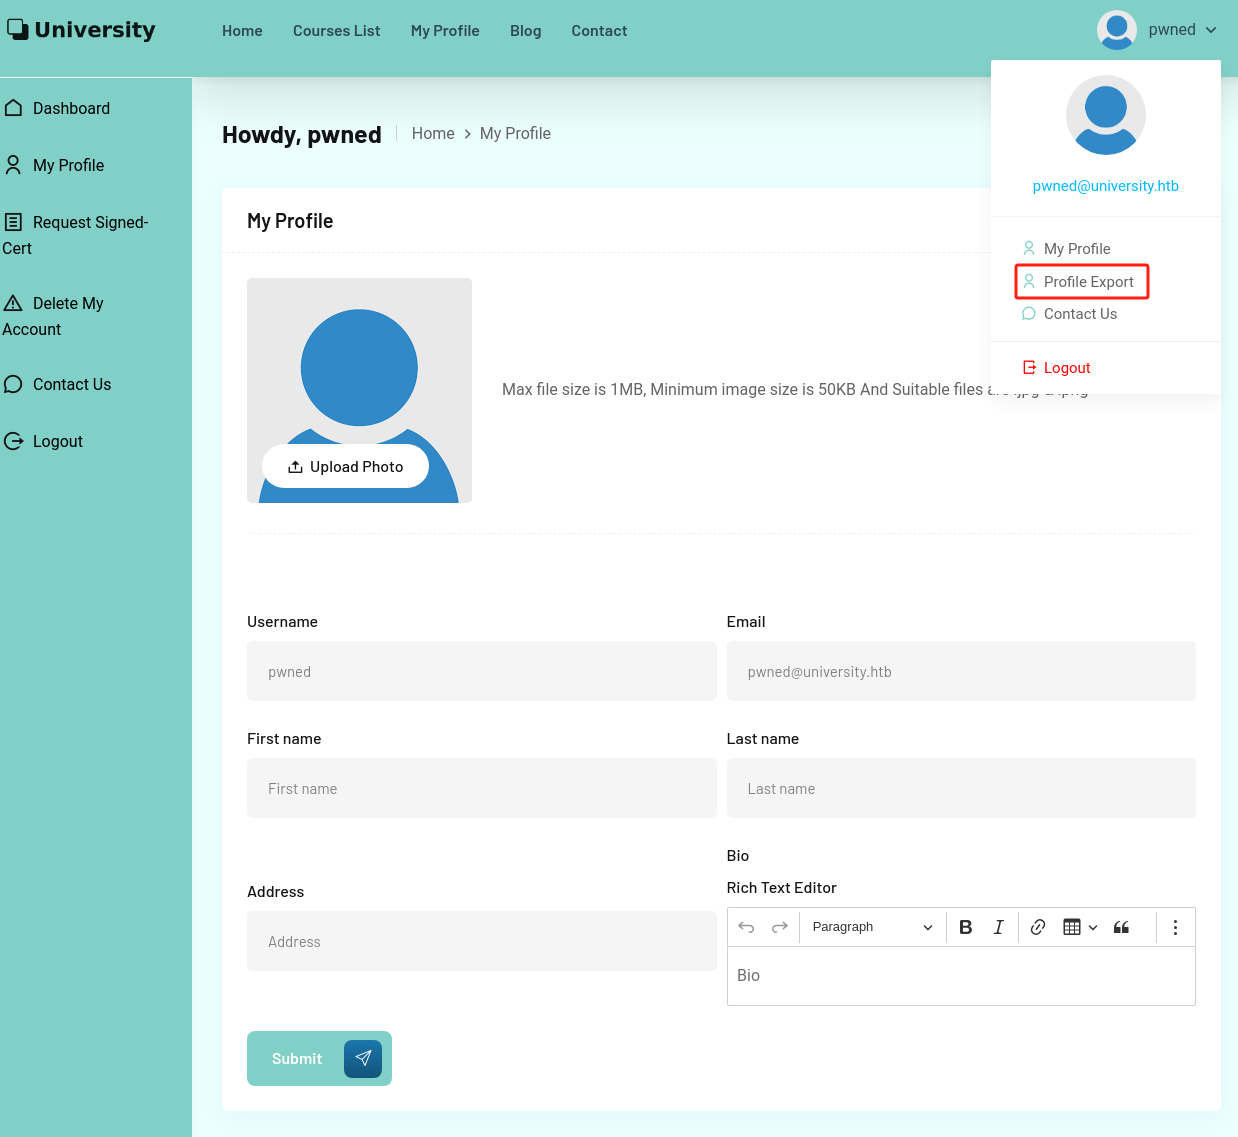 University
Home
Courses List
My Profile
Blog
Contact
pwned
Dashboard
My Profile
Request Signed-
Cert
Delete My
Account
Contact Us
Logout
Howdy, pwned
Home
My Profile
pwned@university.htb
My Profile
Profile Export
Contact Us
Logout
My Profile
Max file size is 1MB, Minimum image size is 50KB And Suitable files are .jpg & .png
Upload Photo
Username
Email
pwned
pwned@university.htb
First name
Last name
First name
Last name
Bio
Address
Rich Text Editor
Address
Paragraph
B I
Bio
Submit